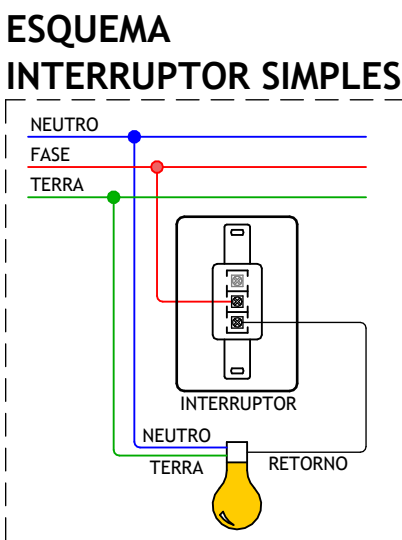 ESQUEMA
INTERRUPTOR SIMPLES
NEUTRO
FASE
TERRA
INTERRUPTOR
NEUTRO
TERRA
RETORNO